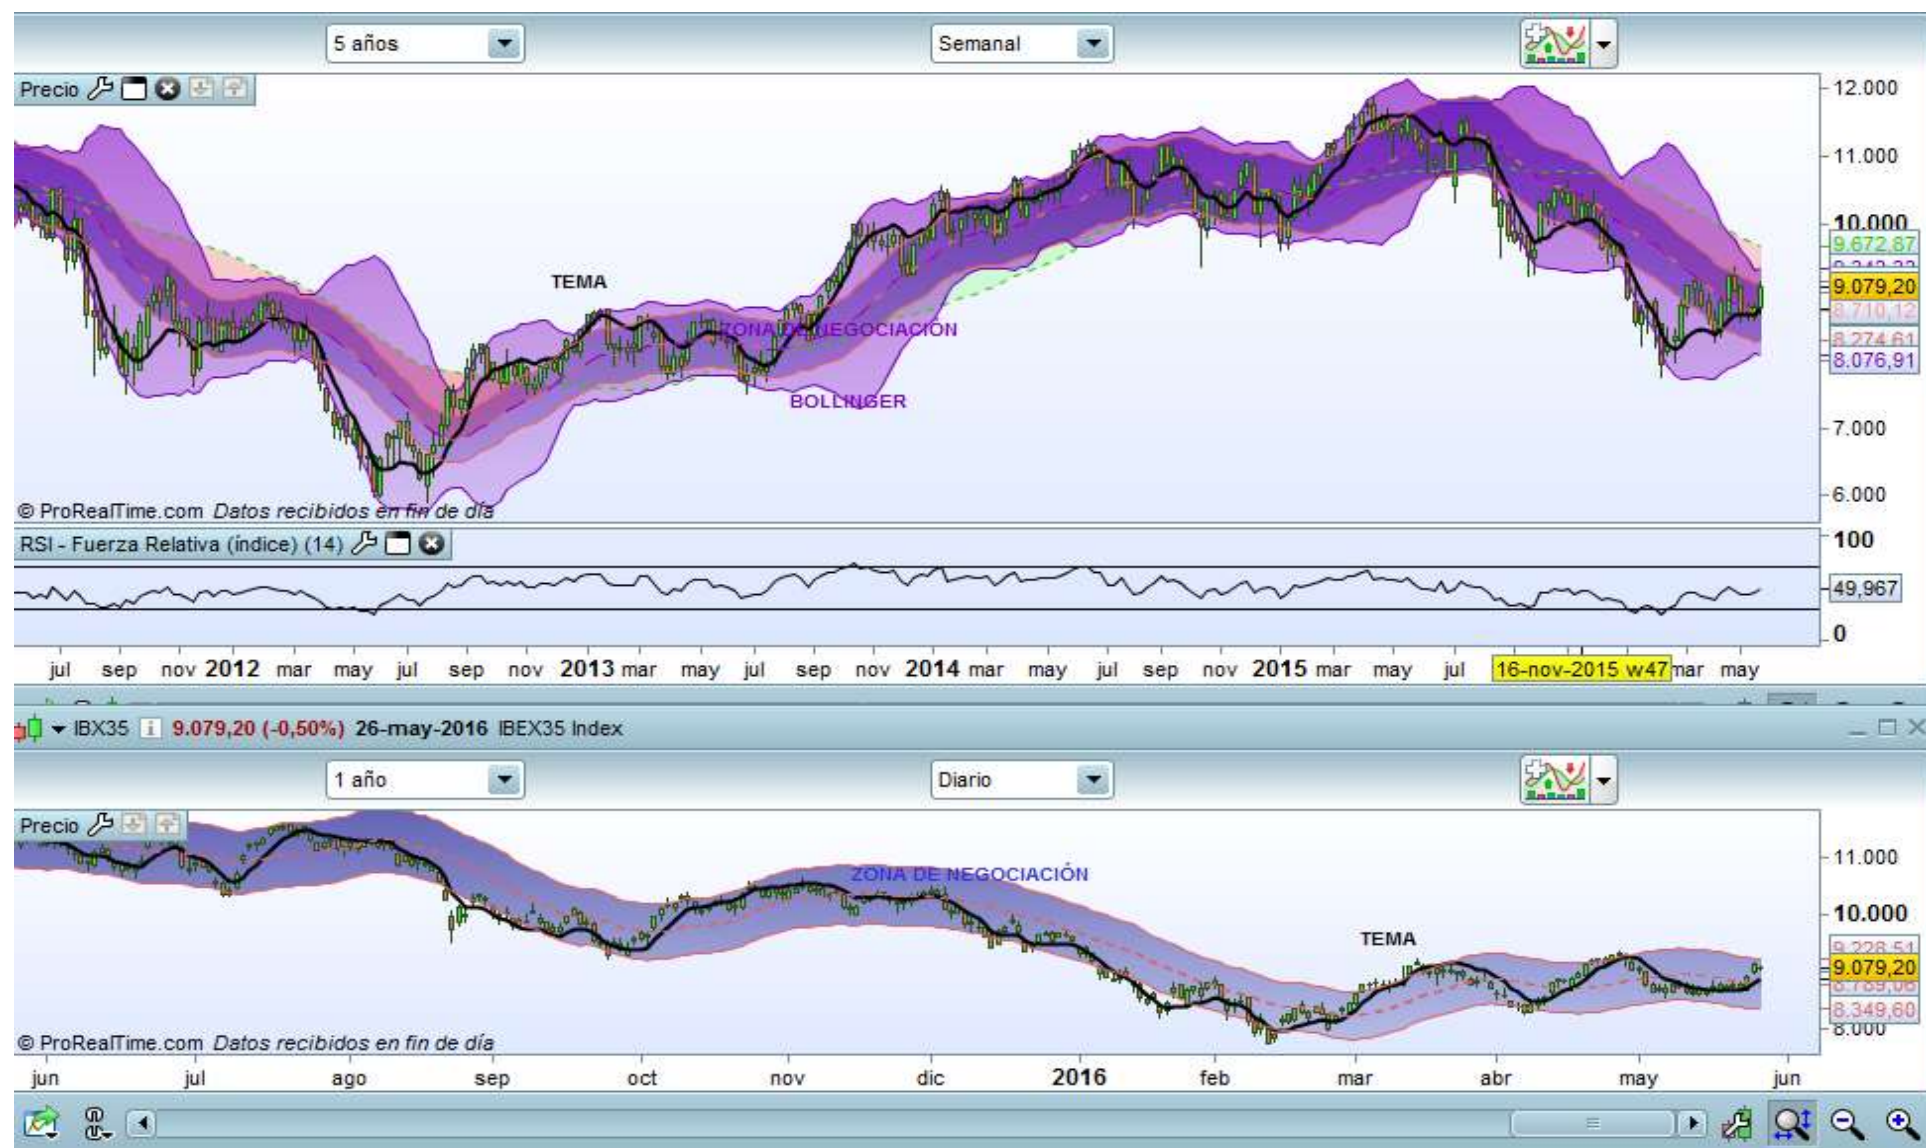 5 años Semanal
Precio
12.000
11.000
10.000
9.672,87
9.079,20
8.710,12
8.274,61
8.076,91
7.000
6.000
TEMA
ZONA DE NEGOCIACIÓN
BOLLINGER
© ProRealTime.com Datos recibidos en fin de día
RSI - Fuerza Relativa (índice) (14)
100
49,967
0
jul sep nov 2012 mar may jul sep nov 2013 mar may jul sep nov 2014 mar may jul sep nov 2015 mar may jul 16-nov-2015 w47 mar may
IBX35 9.079,20 (-0,50%) 26-may-2016 IBEX35 Index
1 año Diario
Precio
11.000
ZONA DE NEGOCIACIÓN
10.000
TEMA
9.228,51
9.079,20
8.789,06
8.349,60
8.000
© ProRealTime.com Datos recibidos en fin de día
jun jul ago sep oct nov dic 2016 feb mar abr may jun